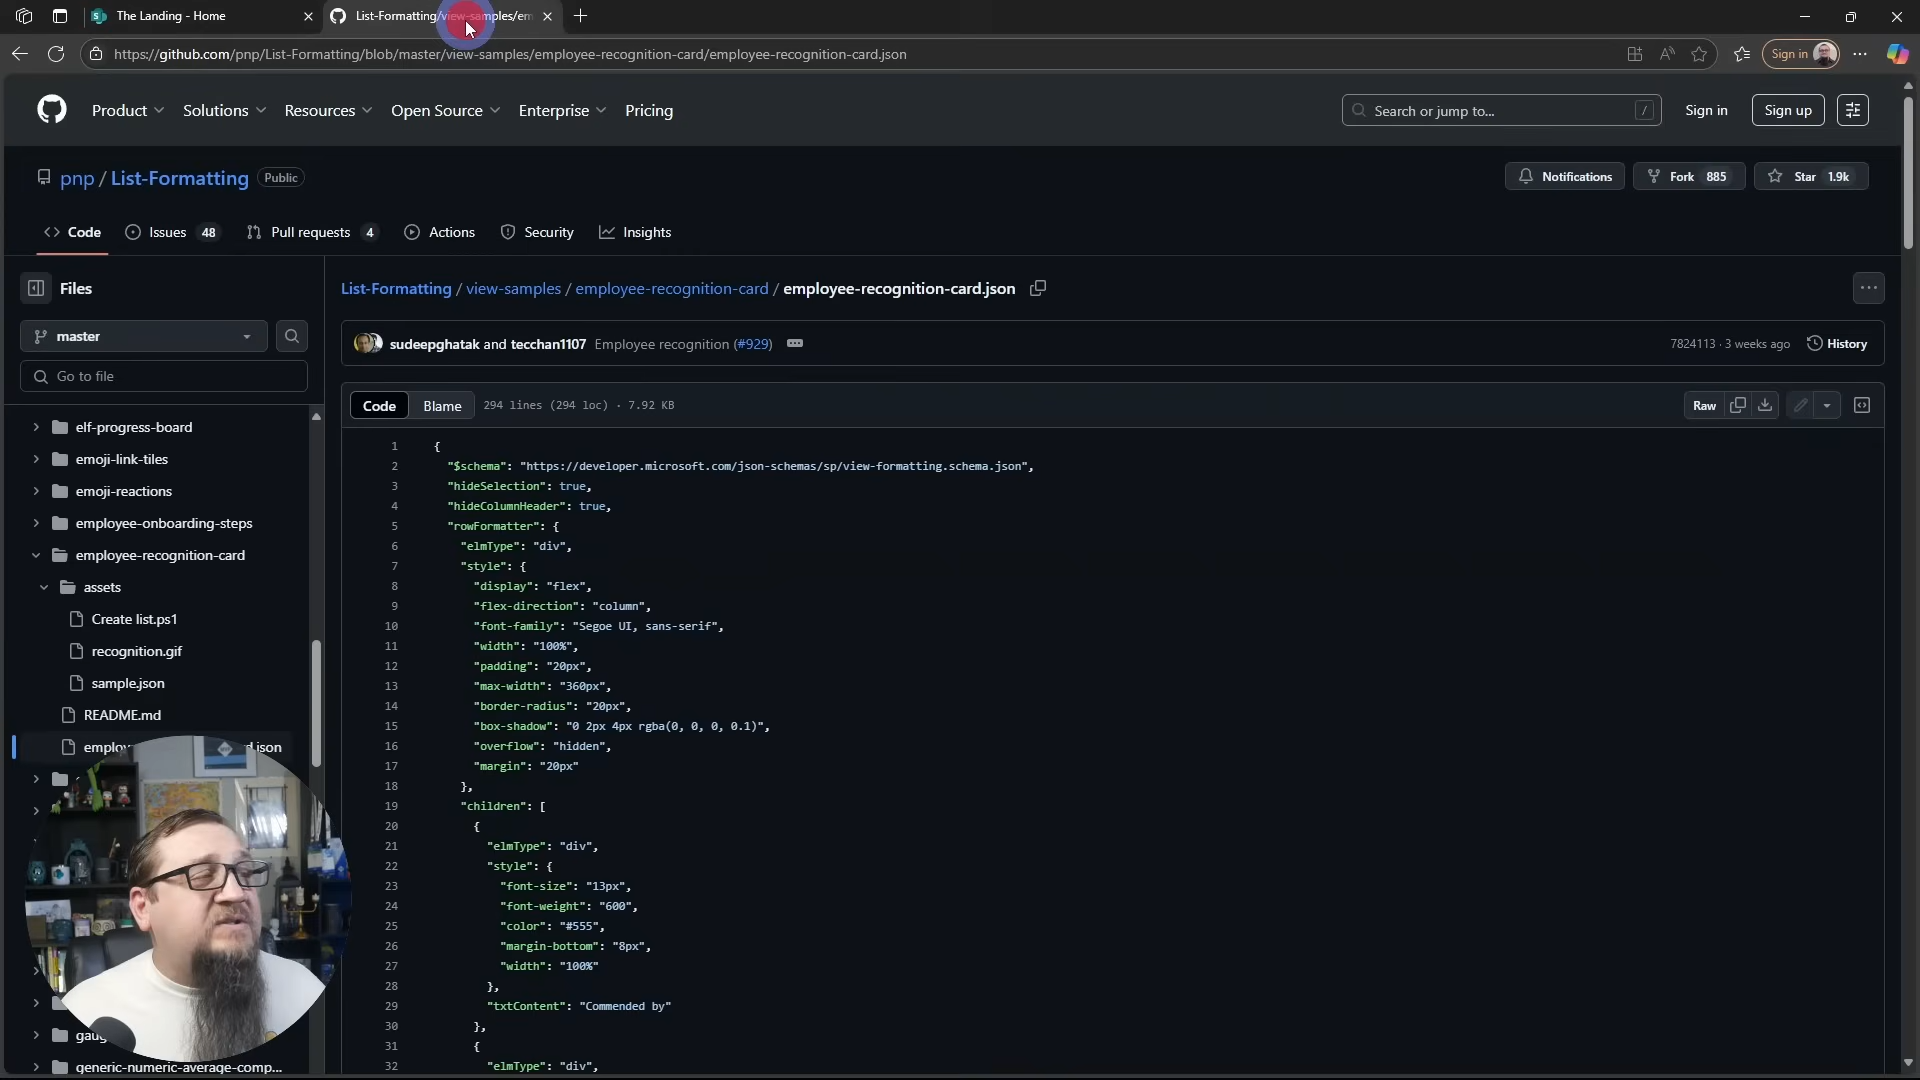 The Landing - Home
List-Formatting/view-samples/em
https://github.com/pnp/List-Formatting/blob/master/view-samples/employee-recognition-card/employee-recognition-card.json
Sign in
Product
Solutions
Resources
Open Source
Enterprise
Pricing
Search or jump to...
/
Sign in
Sign up
pnp / List-Formatting
Public
Notifications
Fork 885
Star 1.9k
Code
Issues 48
Pull requests 4
Actions
Security
Insights
Files
master
Go to file
elf-progress-board
emoji-link-tiles
emoji-reactions
employee-onboarding-steps
employee-recognition-card
assets
Create list.ps1
recognition.gif
sample.json
README.md
generic-numeric-average-comp...
List-Formatting / view-samples / employee-recognition-card / employee-recognition-card.json
sudeepghatak and tecchan1107 Employee recognition (#929)
7824113 · 3 weeks ago
History
Code
Blame
294 lines (294 loc) · 7.92 KB
Raw
1 {
2 "$schema": "https://developer.microsoft.com/json-schemas/sp/view-formatting.schema.json",
3 "hideSelection": true,
4 "hideColumnHeader": true,
5 "rowFormatter": {
6 "elmType": "div",
7 "style": {
8 "display": "flex",
9 "flex-direction": "column",
10 "font-family": "Segoe UI, sans-serif",
11 "width": "100%",
12 "padding": "20px",
13 "max-width": "360px",
14 "border-radius": "20px",
15 "box-shadow": "0 2px 4px rgba(0, 0, 0, 0.1)",
16 "overflow": "hidden",
17 "margin": "20px"
18 },
19 "children": [
20 {
21 "elmType": "div",
22 "style": {
23 "font-size": "13px",
24 "font-weight": "600",
25 "color": "#555",
26 "margin-bottom": "8px",
27 "width": "100%"
28 },
29 "txtContent": "Commended by"
30 },
31 {
32 "elmType": "div",